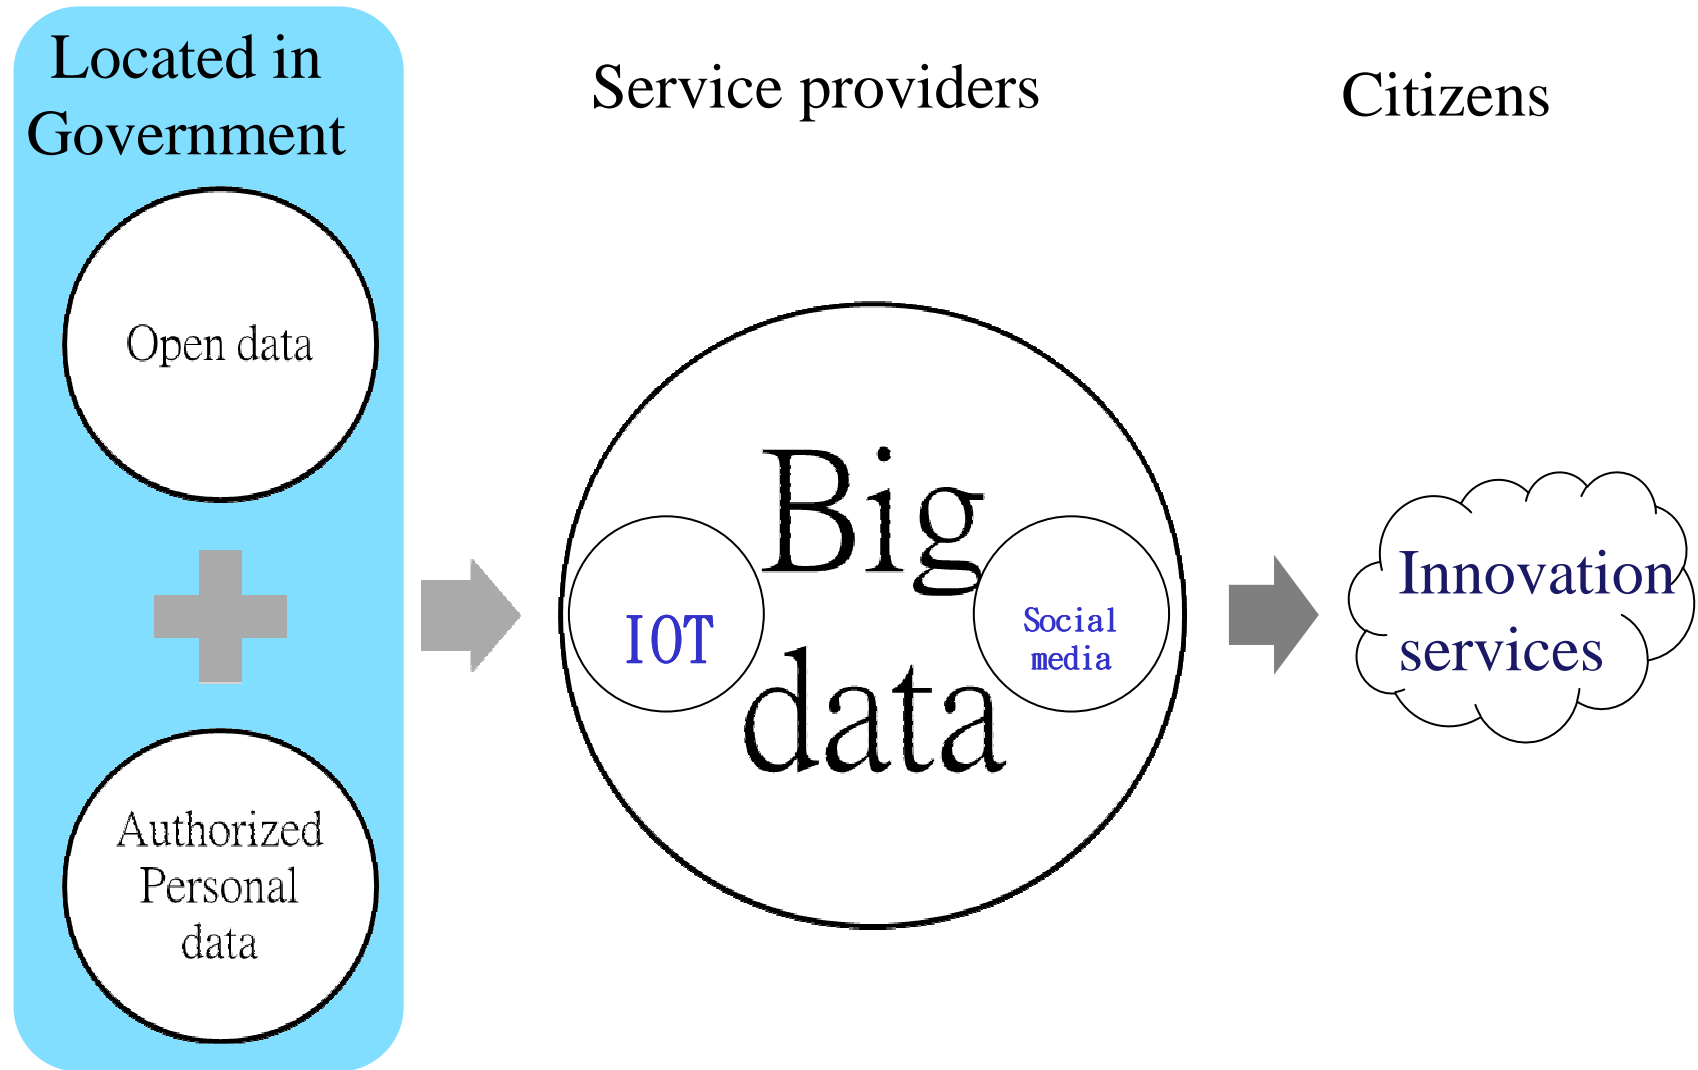 Located in
Government
Service providers
Citizens
Open data
Authorized
Personal
data
Big
data
IOT
Social
media
Innovation
services